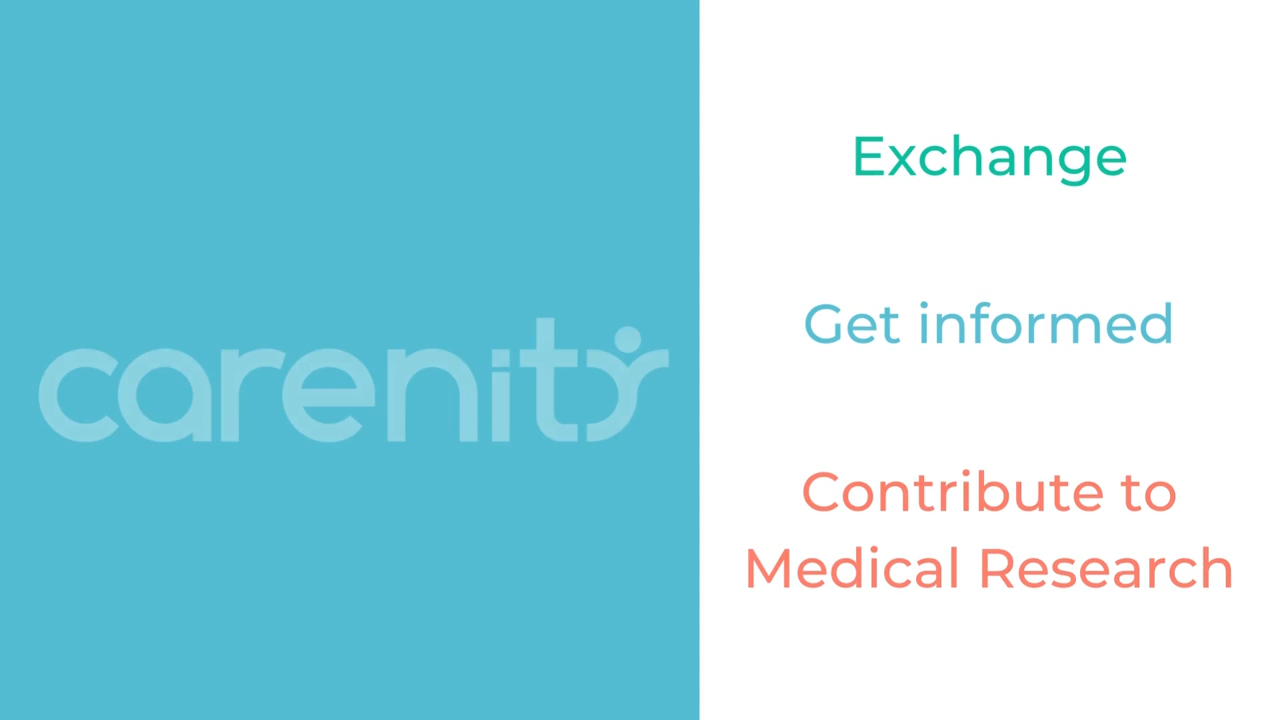 carenity
Exchange
Get informed
Contribute to
Medical Research